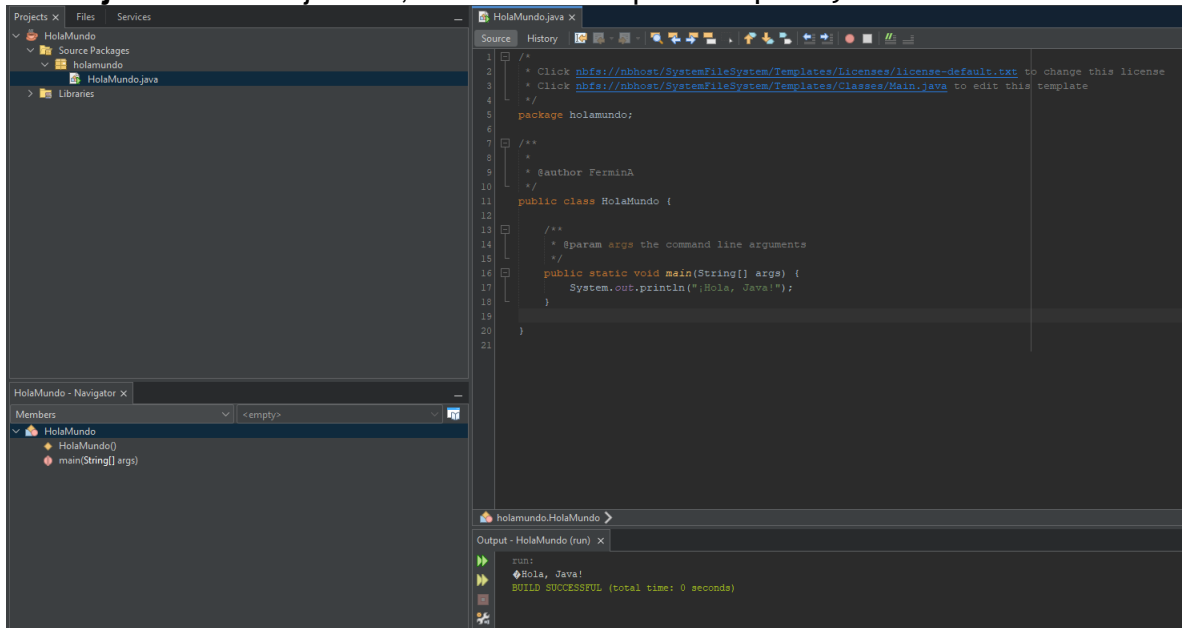 Projects
Files
Services
HolaMundo
Source Packages
holamundo
HolaMundo.java
Libraries
HolaMundo - Navigator
Members
<empty>
HolaMundo
HolaMundo()
main(String[] args)
HolaMundo.java
Source
History
1 /*
2 * Click nbfs://nbhost/SystemFileSystem/Templates/Licenses/license-default.txt to change this license
3 * Click nbfs://nbhost/SystemFileSystem/Templates/Classes/Main.java to edit this template
4 */
5 package holamundo;
6
7 /**
8 *
9 * @author FerminA
10 */
11 public class HolaMundo {
12
13 /**
14 * @param args the command line arguments
15 */
16 public static void main(String[] args) {
17 System.out.println("¡Hola, Java!");
18 }
19
20 }
21
holamundo.HolaMundo
Output - HolaMundo (run)
run:
�Hola, Java!
BUILD SUCCESSFUL (total time: 0 seconds)